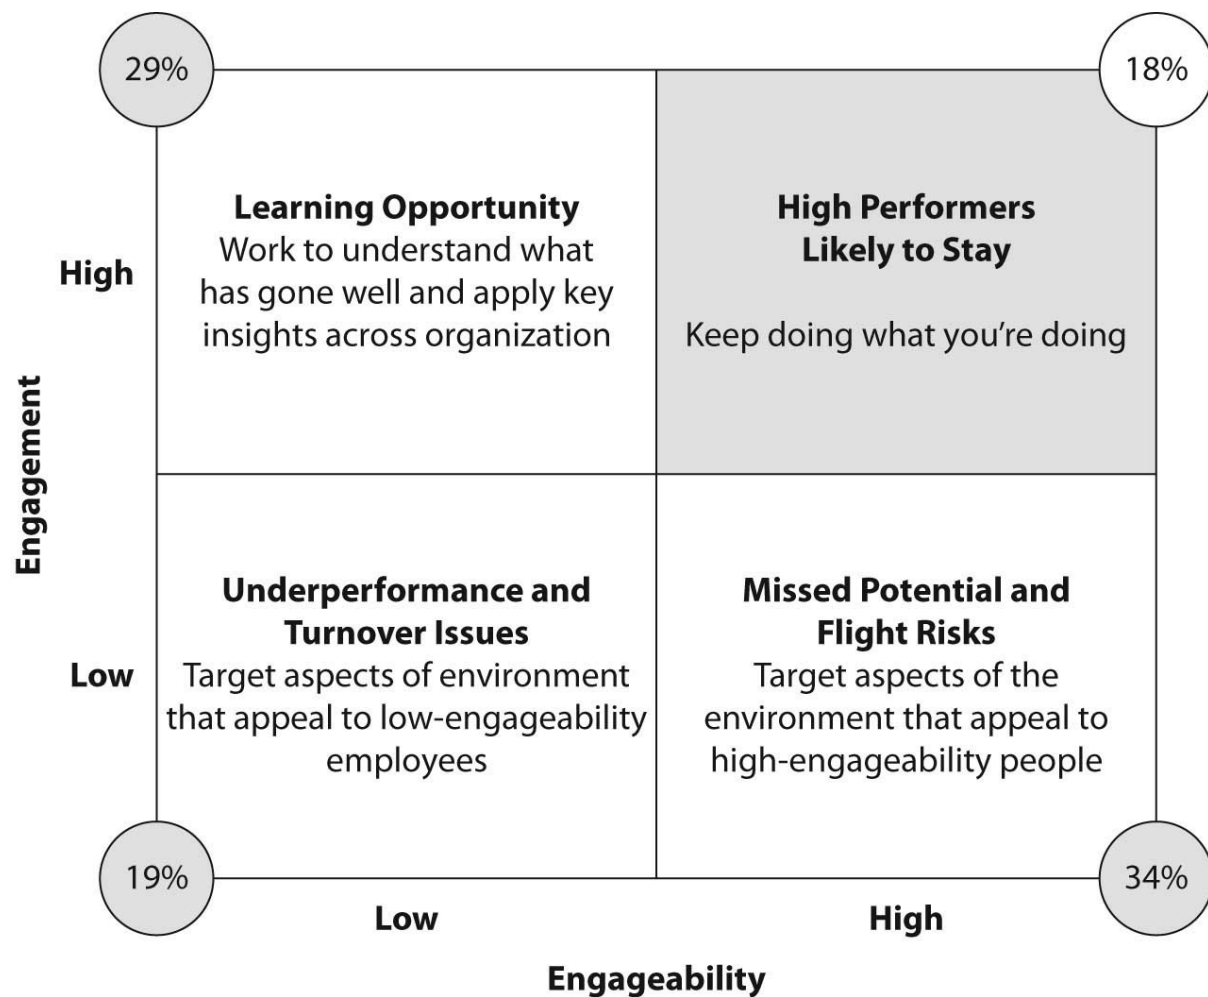 29%
18%
Learning Opportunity
Work to understand what
has gone well and apply key
insights across organization
High Performers
Likely to Stay
Keep doing what you’re doing
High
Engagement
Underperformance and
Turnover Issues
Target aspects of environment
that appeal to low-engageability
employees
Missed Potential and
Flight Risks
Target aspects of the
environment that appeal to
high-engageability people
Low
19%
34%
Low
High
Engageability